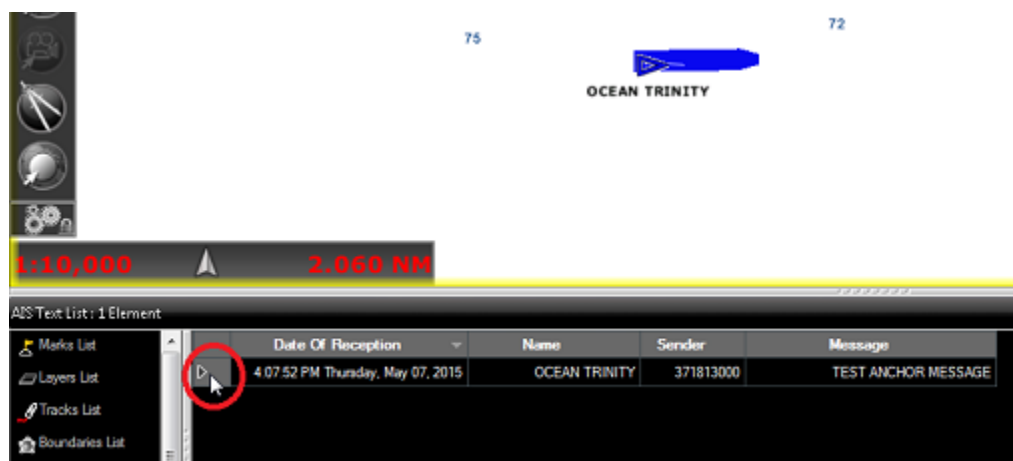 75
72
OCEAN TRINITY
1:10,000 2.060 NM
AIS Text List : 1 Element
Marks List
Layers List
Tracks List
Boundaries List
Date Of Reception Name Sender Message
4:07:52 PM Thursday, May 07, 2015 OCEAN TRINITY 371813000 TEST ANCHOR MESSAGE